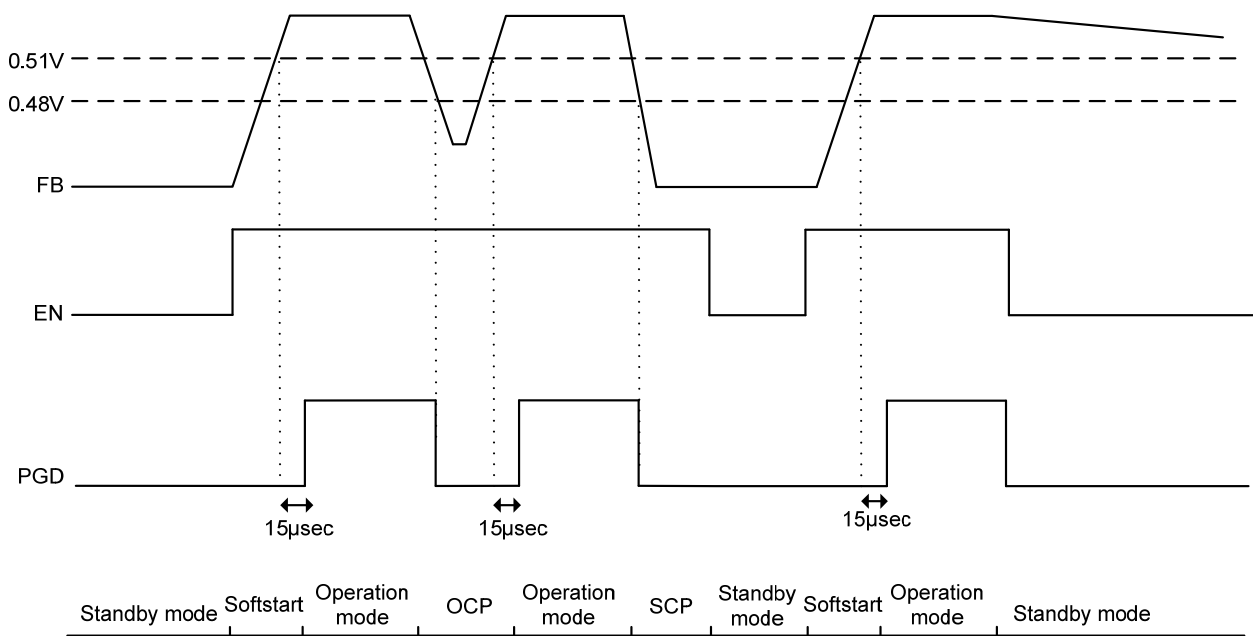 0.51V
0.48V
FB
EN
PGD
15μsec
15μsec
15μsec
Standby mode
Softstart
Operation
mode
OCP
Operation
mode
SCP
Standby
mode
Softstart
Operation
mode
Standby mode